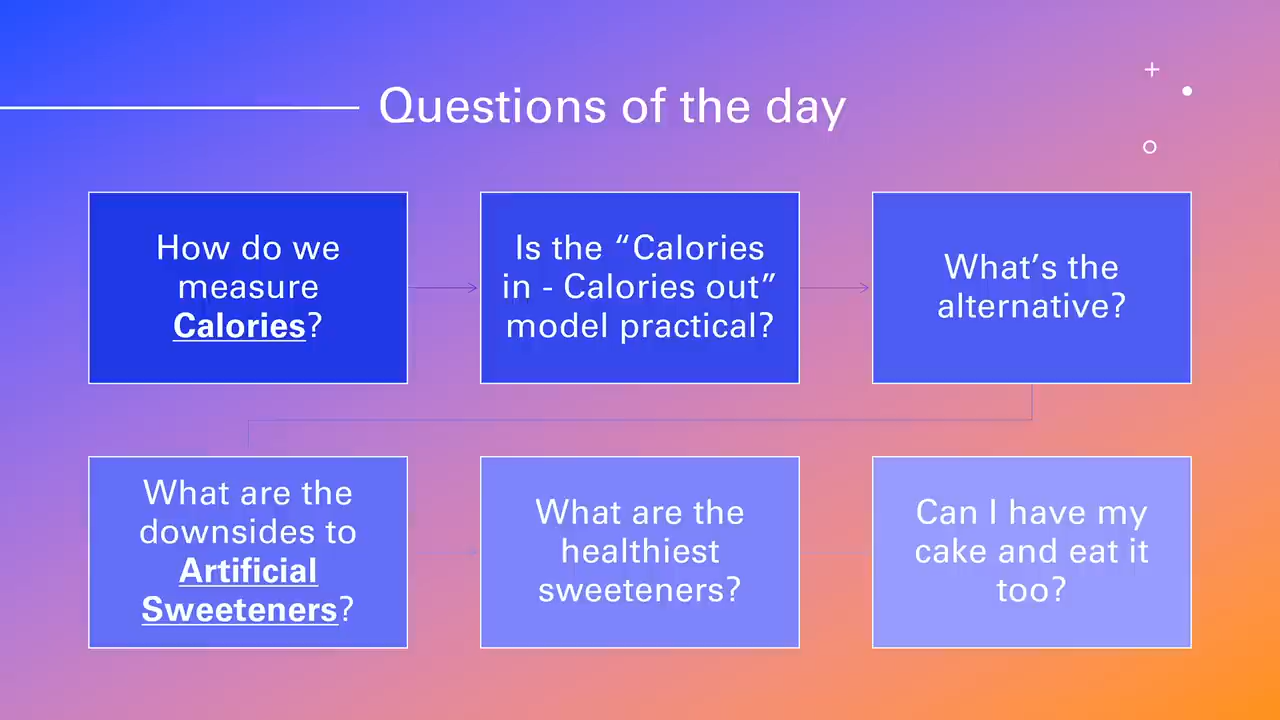 Questions of the day
How do we
measure
Calories?
Is the “Calories
in - Calories out”
model practical?
What’s the
alternative?
What are the
downsides to
Artificial
Sweeteners?
What are the
healthiest
sweeteners?
Can I have my
cake and eat it
too?